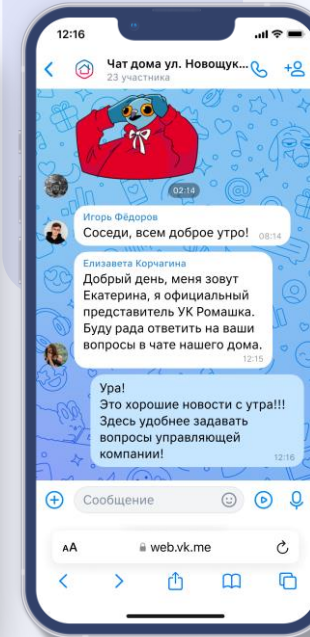 12:16
Чат дома ул. Новощук...
23 участника
02:14
Игорь Фёдоров
Соседи, всем доброе утро! 08:14
Елизавета Корчагина
Добрый день, меня зовут
Екатерина, я официальный
представитель УК Ромашка.
Буду рада ответить на ваши
вопросы в чате нашего дома.
12:15
Ура!
Это хорошие новости с утра!!!
Здесь удобнее задавать
вопросы управляющей
компании! 12:16
Сообщение
AA web.vk.me